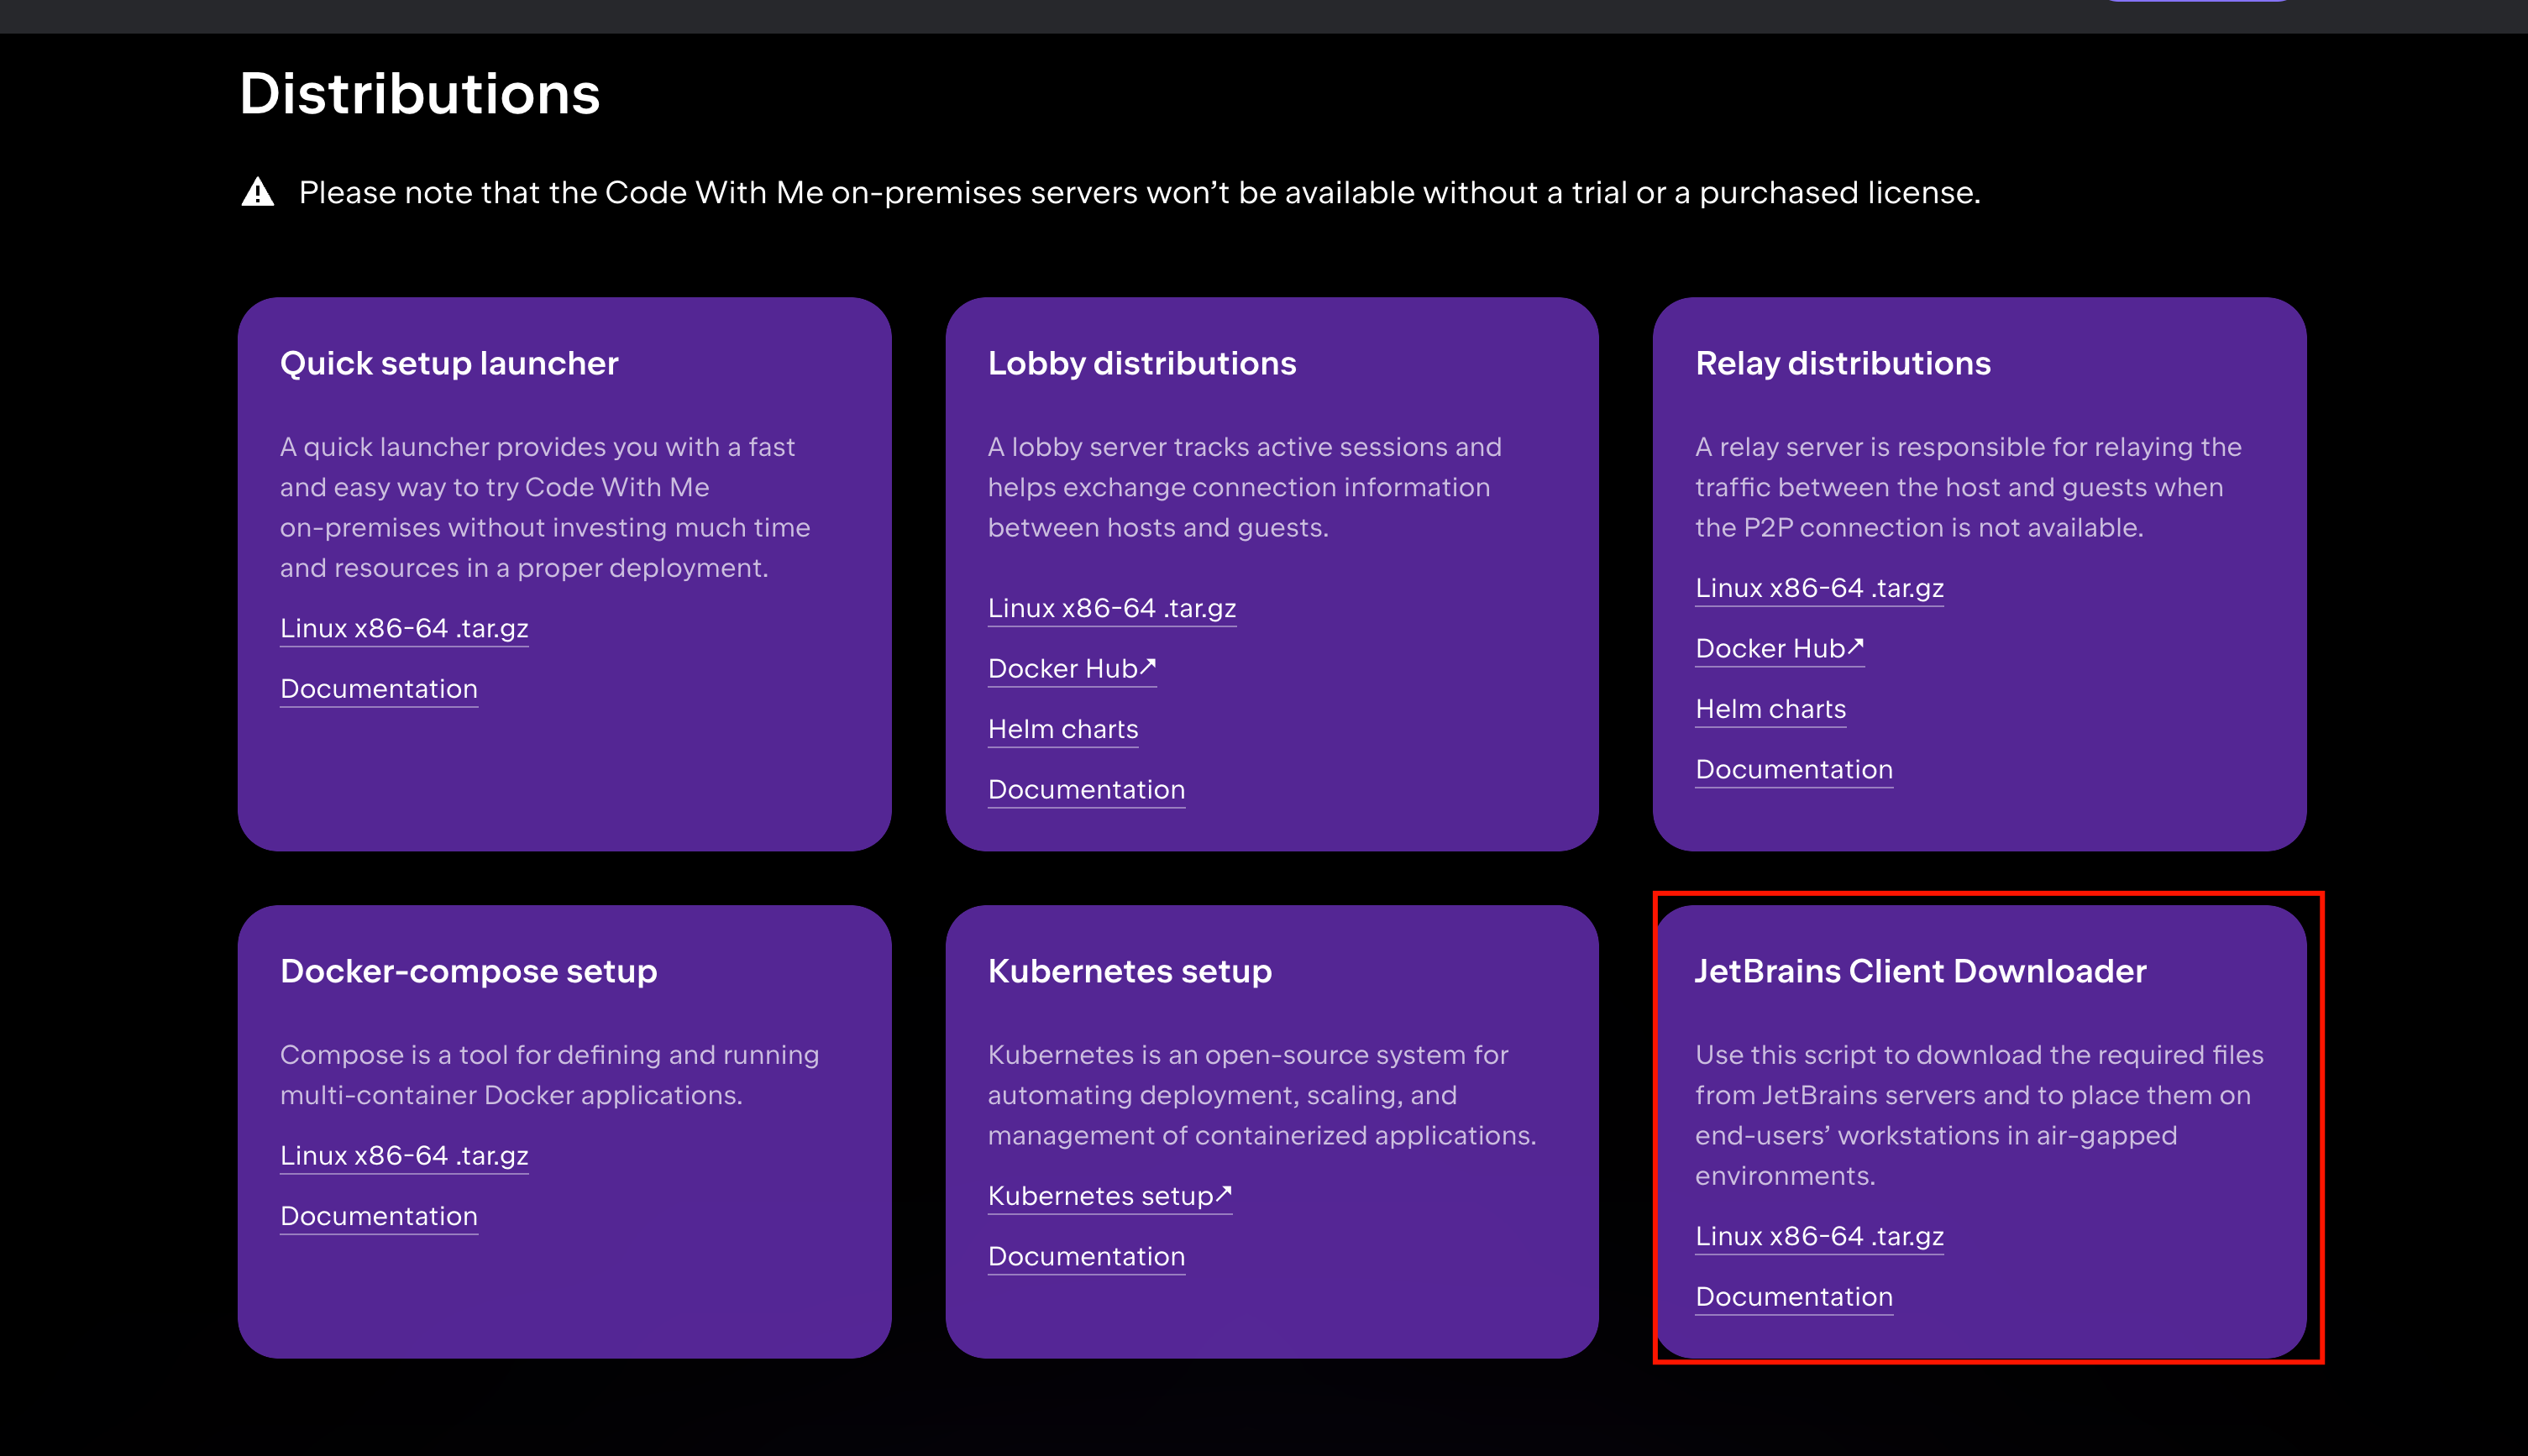 Distributions
Please note that the Code With Me on-premises servers won’t be available without a trial or a purchased license.
Quick setup launcher
A quick launcher provides you with a fast
and easy way to try Code With Me
on-premises without investing much time
and resources in a proper deployment.
Linux x86-64 .tar.gz
Documentation
Lobby distributions
A lobby server tracks active sessions and
helps exchange connection information
between hosts and guests.
Linux x86-64 .tar.gz
Docker Hub↗
Helm charts
Documentation
Relay distributions
A relay server is responsible for relaying the
traffic between the host and guests when
the P2P connection is not available.
Linux x86-64 .tar.gz
Docker Hub↗
Helm charts
Documentation
Docker-compose setup
Compose is a tool for defining and running
multi-container Docker applications.
Linux x86-64 .tar.gz
Documentation
Kubernetes setup
Kubernetes is an open-source system for
automating deployment, scaling, and
management of containerized applications.
Kubernetes setup↗
Documentation
JetBrains Client Downloader
Use this script to download the required files
from JetBrains servers and to place them on
end-users’ workstations in air-gapped
environments.
Linux x86-64 .tar.gz
Documentation